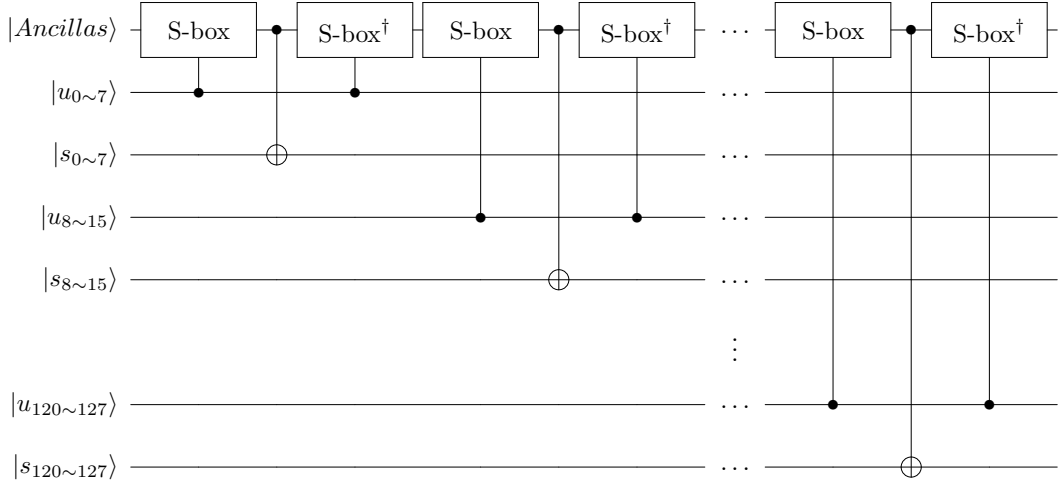 |Ancillas⟩ S-box S-box† S-box S-box† ··· S-box S-box†
|u₀∼₇⟩ ···
|s₀∼₇⟩ ···
|u₈∼₁₅⟩ ···
|s₈∼₁₅⟩ ···
⋮
|u₁₂₀∼₁₂₇⟩ ···
|s₁₂₀∼₁₂₇⟩ ···